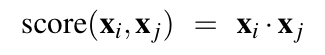 score(𝐱ᵢ, 𝐱ⱼ) = 𝐱ᵢ · 𝐱ⱼ